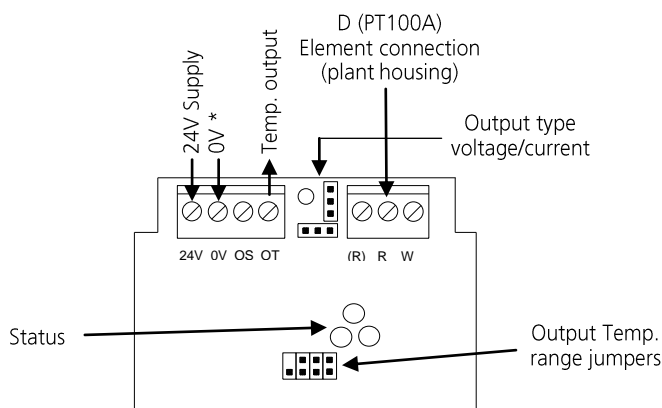 D (PT100A)
Element connection
(plant housing)
24V Supply
0V *
Temp. output
Output type
voltage/current
24V 0V OS OT
(R) R W
Status
Output Temp.
range jumpers